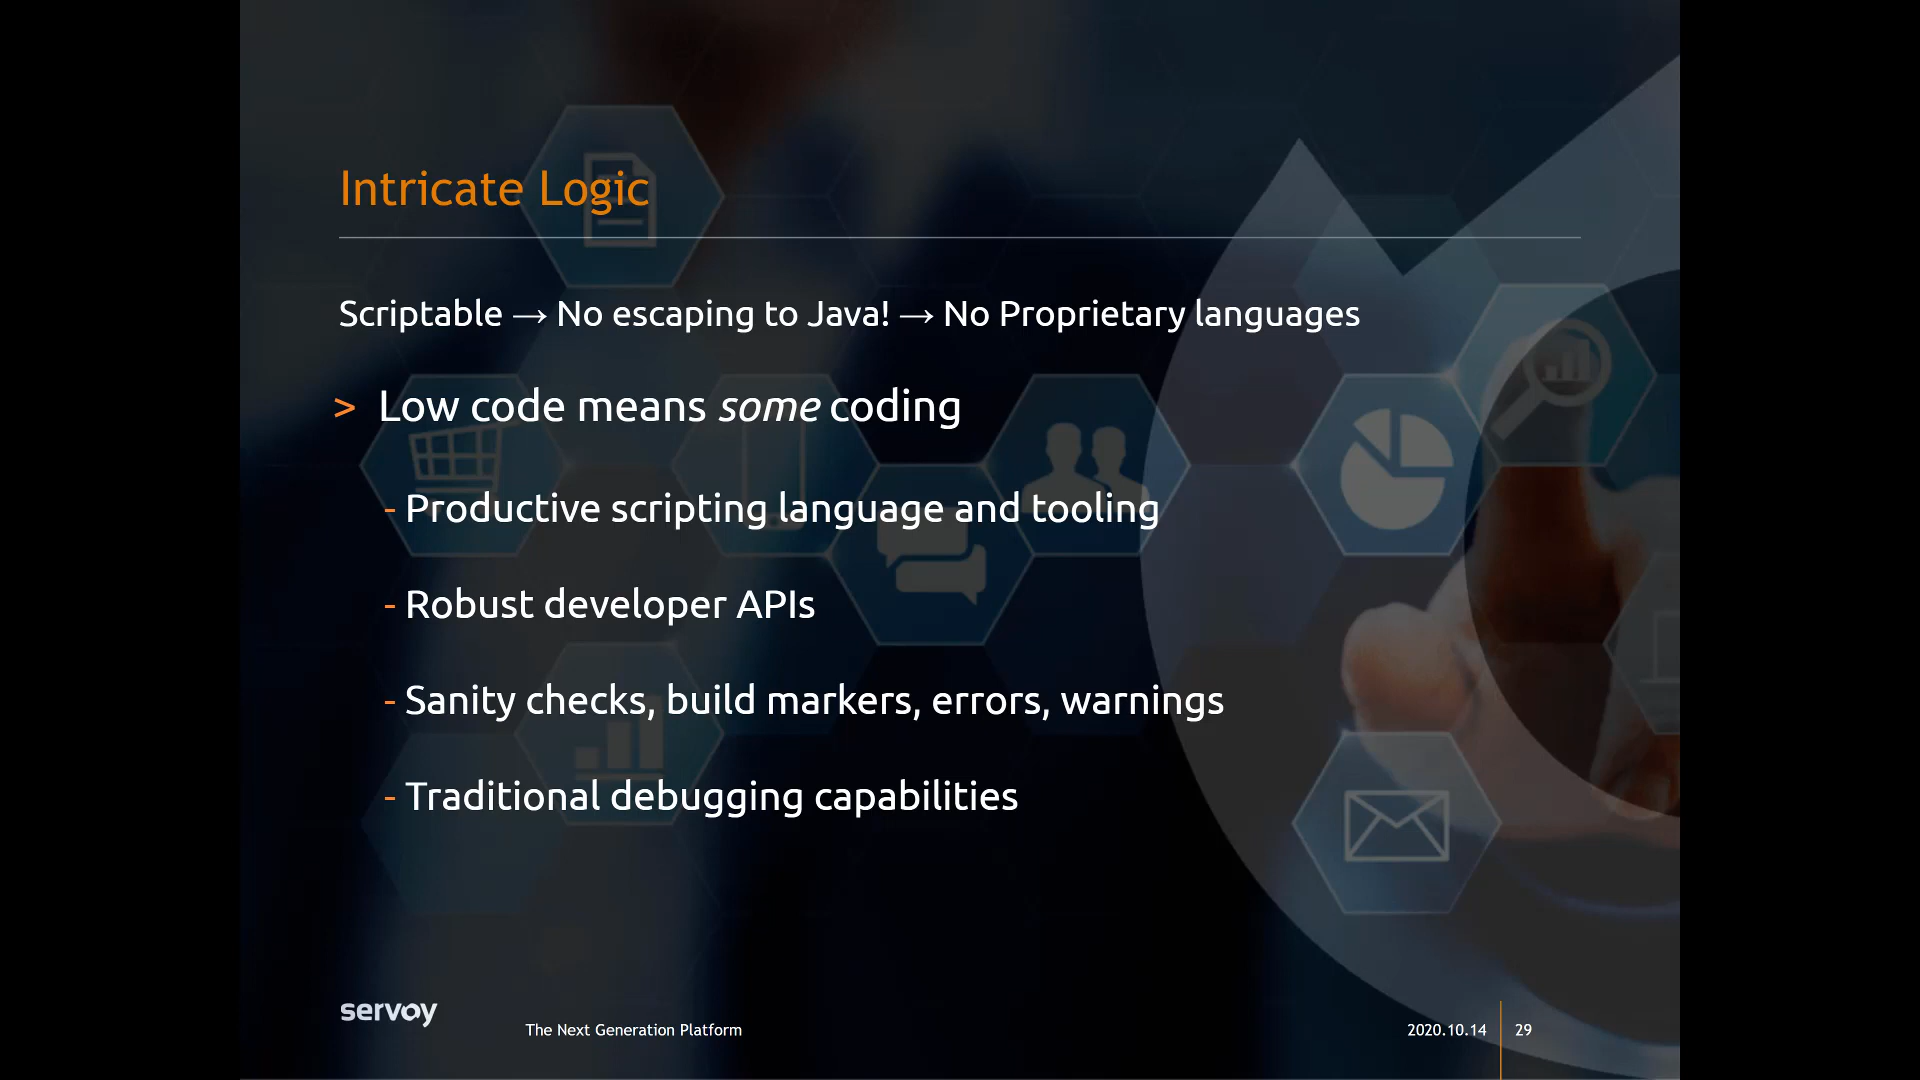 Intricate Logic
Scriptable → No escaping to Java! → No Proprietary languages
> Low code means some coding
- Productive scripting language and tooling
- Robust developer APIs
- Sanity checks, build markers, errors, warnings
- Traditional debugging capabilities
servoy
The Next Generation Platform
2020.10.14
29